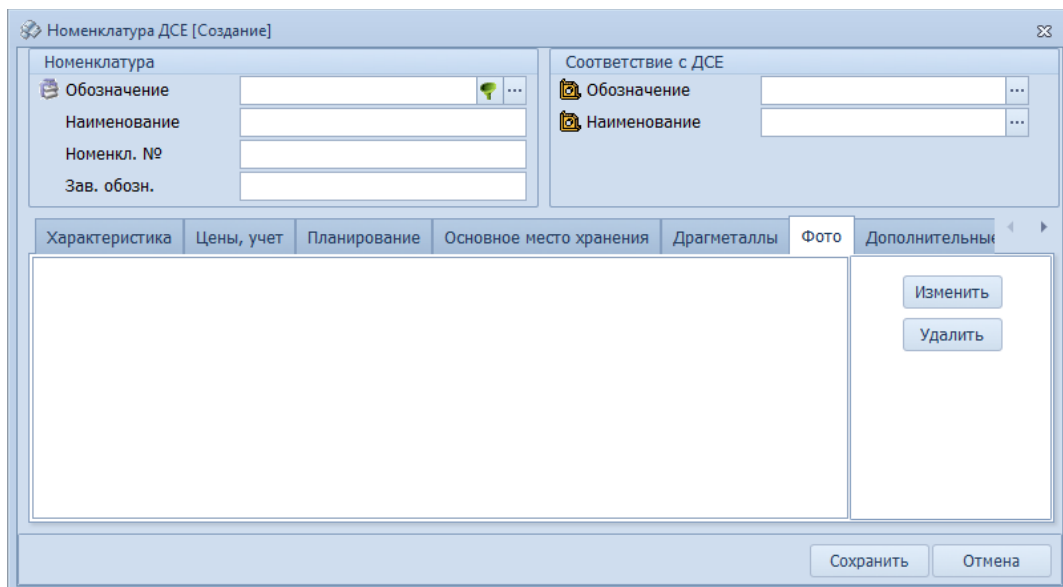 Номенклатура ДСЕ [Создание]
Номенклатура
Обозначение
...
Наименование
Номенкл. №
Зав. обозн.
Соответствие с ДСЕ
Обозначение
...
Наименование
...
Характеристика Цены, учет Планирование Основное место хранения Драгметаллы Фото Дополнительные
Изменить
Удалить
Сохранить Отмена